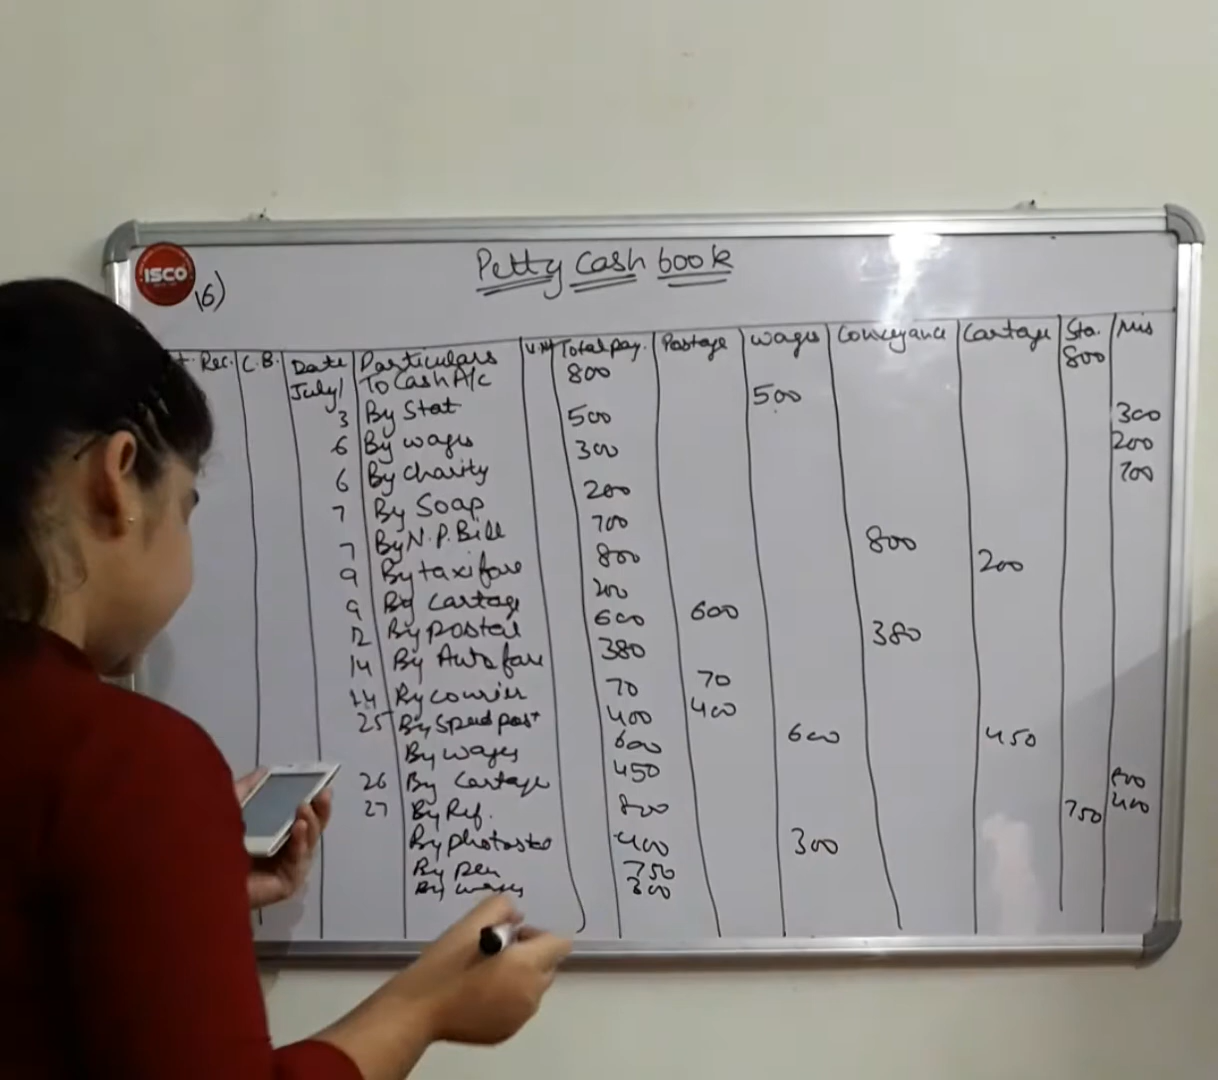 ISCO
16)
Petty Cash book
t. Rec. C.B. Date Particulars V.N Total pay. Postage wages Conveyance Cartage Sta. Mis
July 1 To Cash A/c
3 By Stat 800 800
6 By wages 500 500
6 By charity 300 300
7 By Soap 200 200
7 By N.P. Bill 700 700
9 By taxi fare 800 800
9 By Cartage 200 200
12 By postal 600 600
14 By Auto fare 380 380
14 By courier 70 70
25 By Speed post 400 400
By wages 600 600
26 By Cartage 450 450
27 By Ref. 800
By photosta 400 400
By pen 750 750
By wages 300 300